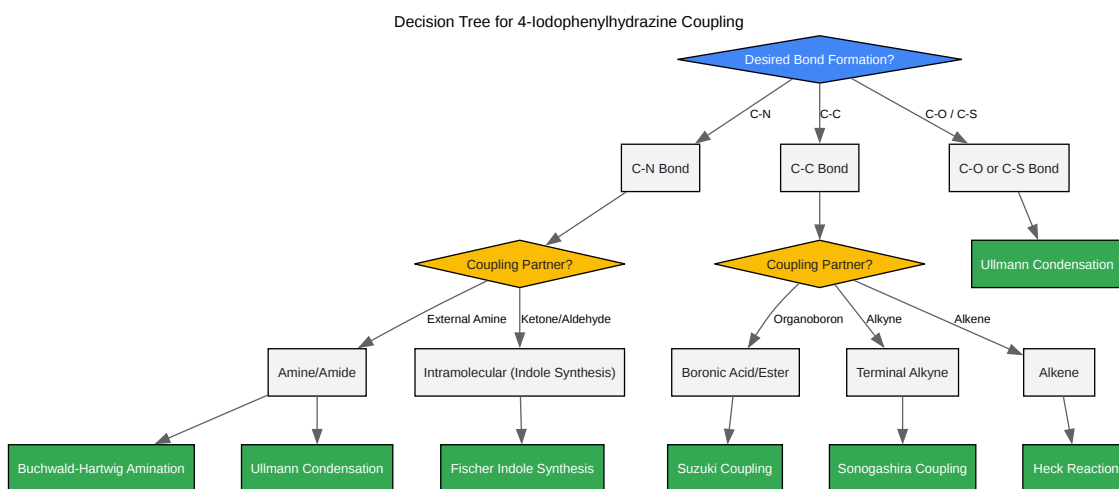 Decision Tree for 4-Iodophenylhydrazine Coupling
Desired Bond Formation?
C-N
C-C
C-O / C-S
C-N Bond
C-C Bond
C-O or C-S Bond
Coupling Partner?
Coupling Partner?
Ullmann Condensation
External Amine
Ketone/Aldehyde
Organoboron
Alkyne
Alkene
Amine/Amide
Intramolecular (Indole Synthesis)
Boronic Acid/Ester
Terminal Alkyne
Alkene
Buchwald-Hartwig Amination
Ullmann Condensation
Fischer Indole Synthesis
Suzuki Coupling
Sonogashira Coupling
Heck Reaction